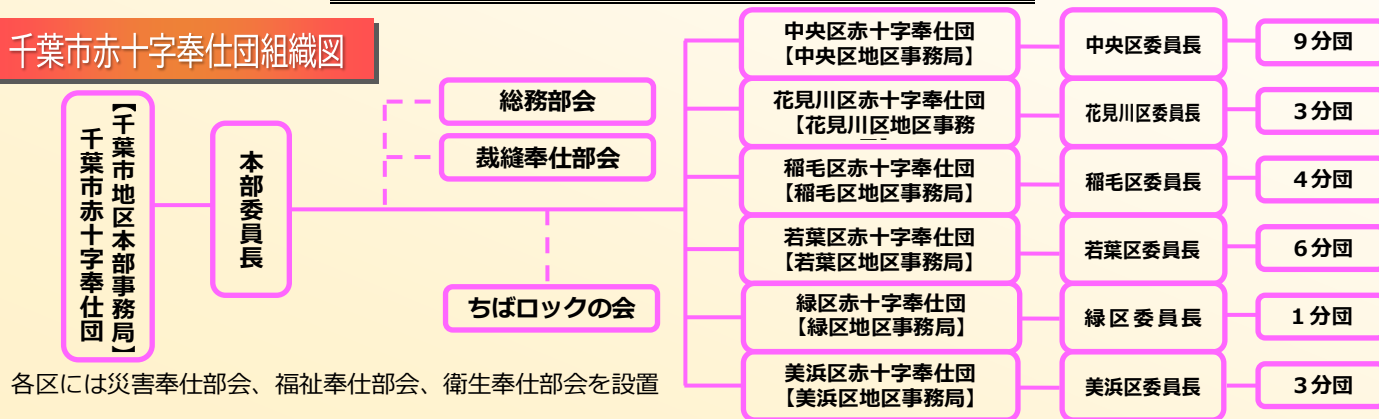 千葉市赤十字奉仕団組織図
千葉市赤十字奉仕団
【千葉市地区本部事務局】
本部委員長
総務部会
裁縫奉仕部会
ちばロックの会
中央区赤十字奉仕団
【中央区地区事務局】
中央区委員長
9分団
花見川区赤十字奉仕団
【花見川区地区事務
花見川区委員長
3分団
稲毛区赤十字奉仕団
【稲毛区地区事務局】
稲毛区委員長
4分団
若葉区赤十字奉仕団
【若葉区地区事務局】
若葉区委員長
6分団
緑区赤十字奉仕団
【緑区地区事務局】
緑区委員長
1分団
美浜区赤十字奉仕団
【美浜区地区事務局】
美浜区委員長
3分団
各区には災害奉仕部会、福祉奉仕部会、衛生奉仕部会を設置